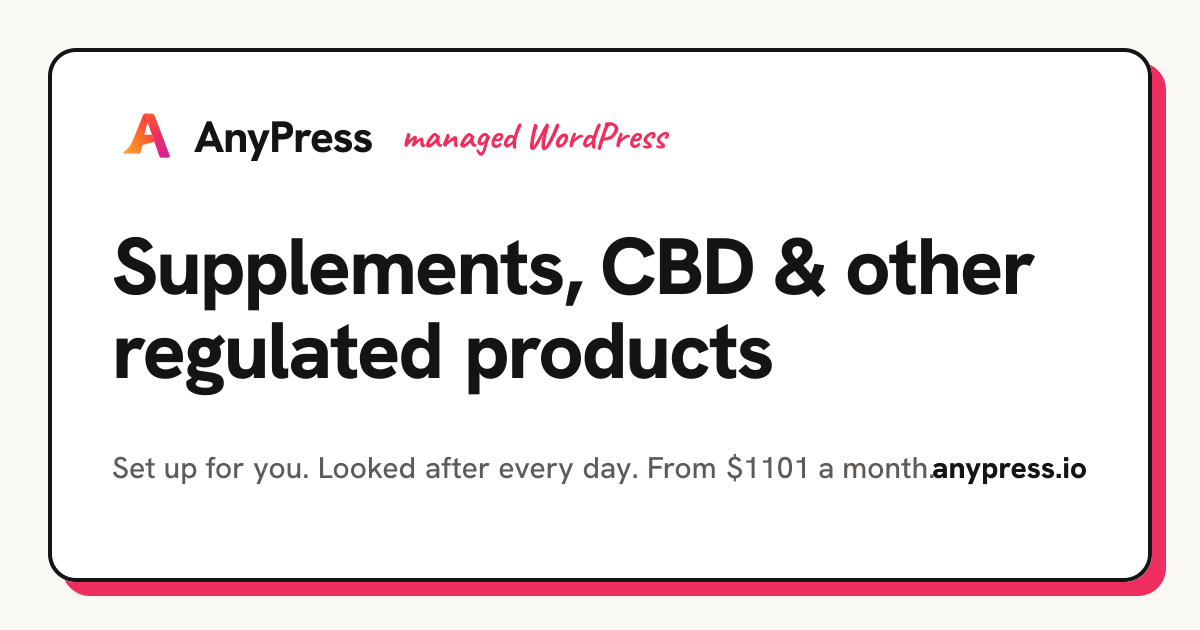 AnyPress managed WordPress
Supplements, CBD & other
regulated products
Set up for you. Looked after every day. From $1101 a month.anypress.io